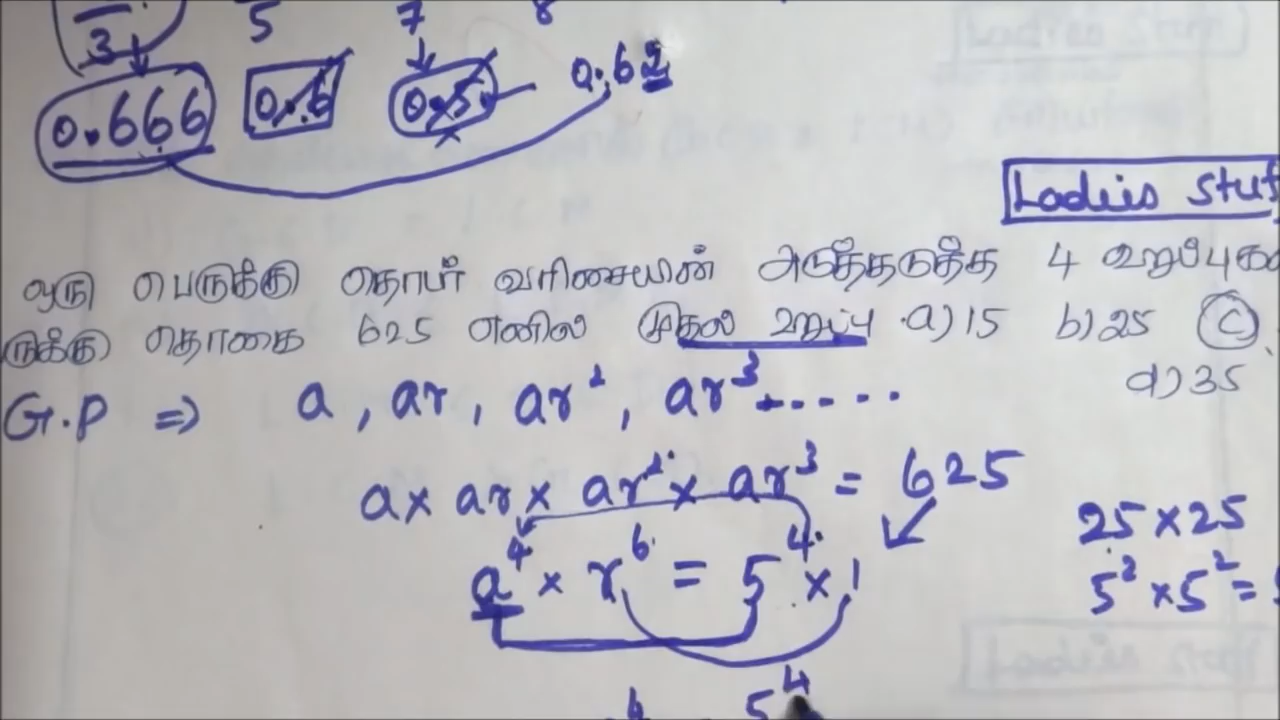 3 5 7 8
0.666 0.6 0.5. 0.62
Ladies Stuf
ஒரு பெருக்கு தொடர் வரிசையின் அடுத்தடுத்த 4 உறுப்புக
ருக்கு தொகை 625 எனில் முதல் உறுப்பு a) 15 b) 25 c)
d) 35
G.P => a, ar, ar², ar³.....
a x ar x ar² x ar³ = 625
25 x 25
a⁴ x r⁶ = 5⁴ x 1
5² x 5² =
5⁴